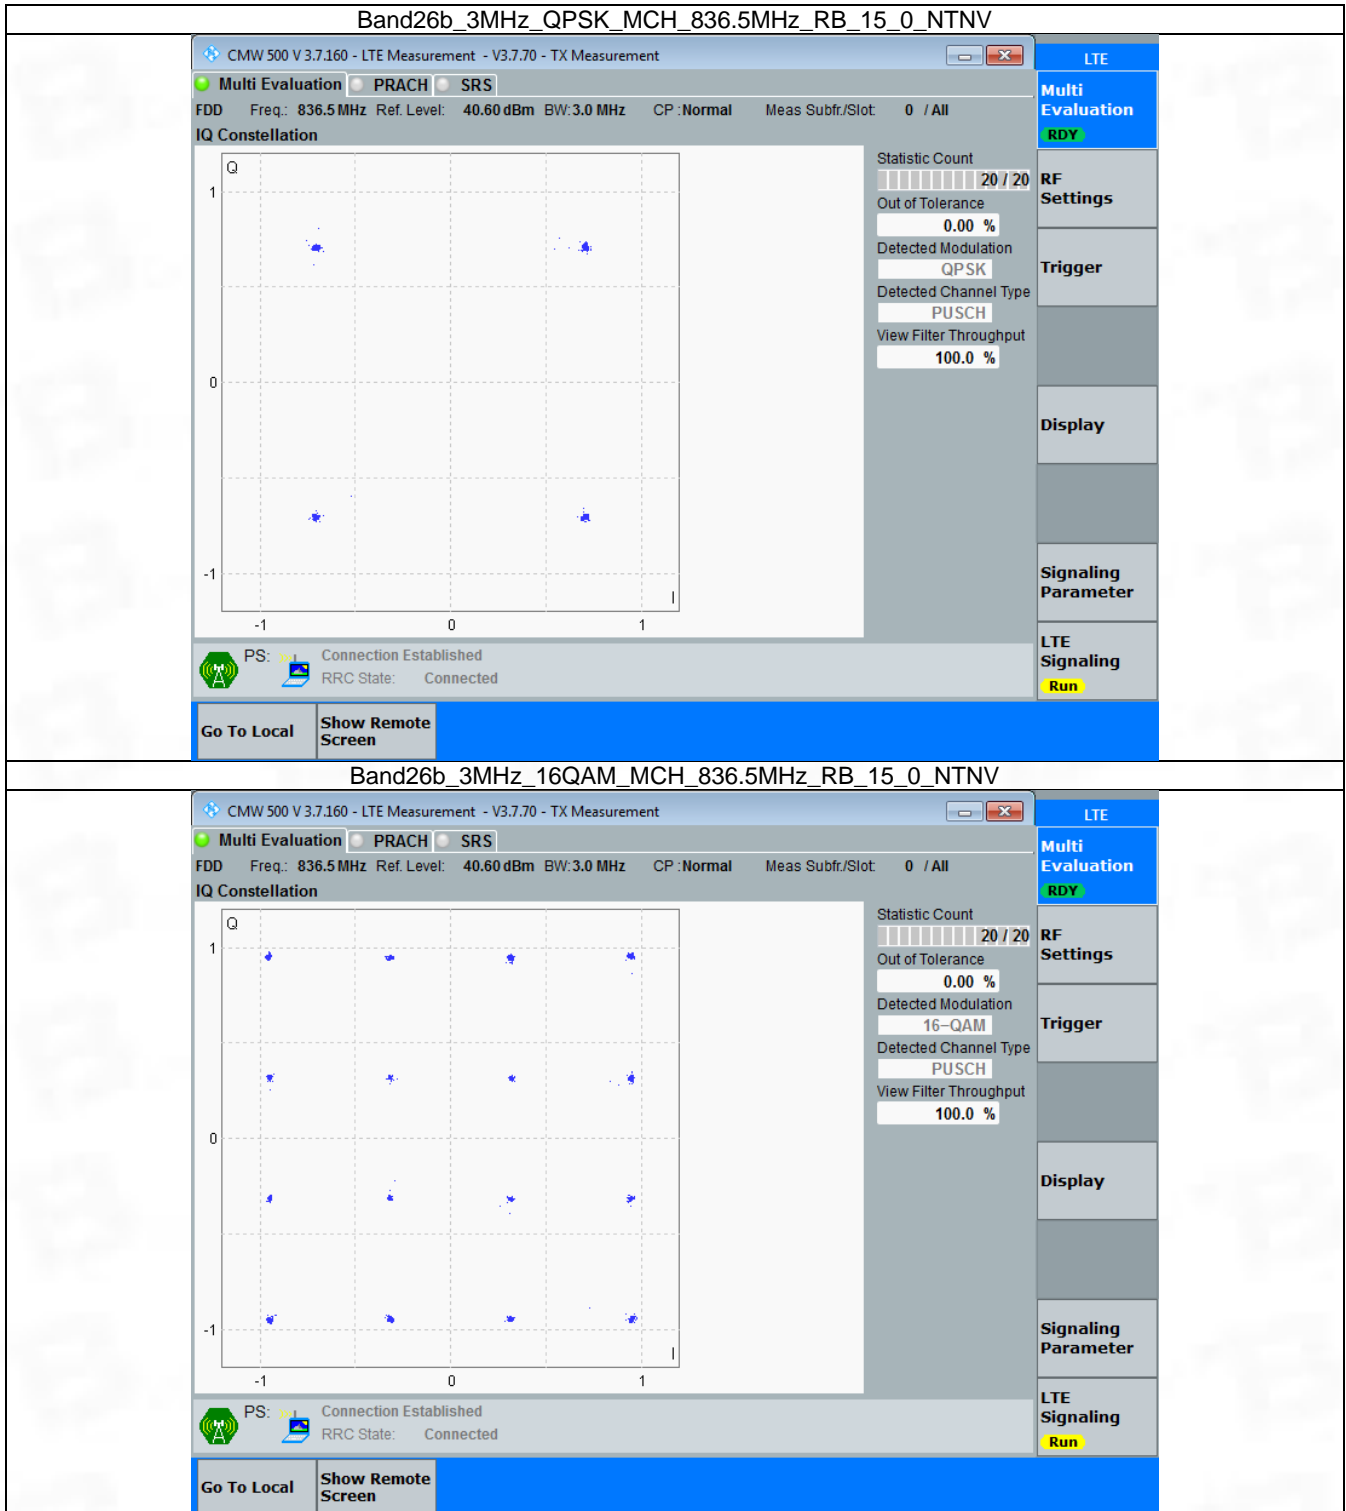 Band26b_3MHz_QPSK_MCH_836.5MHz_RB_15_0_NTNV
CMW 500 V 3.7.160 - LTE Measurement - V3.7.70 - TX Measurement
LTE
Multi Evaluation PRACH SRS
Multi
Evaluation
RDY
FDD Freq.: 836.5 MHz Ref. Level: 40.60 dBm BW: 3.0 MHz CP : Normal Meas Subfr./Slot: 0 / All
IQ Constellation
Q
1
0
-1
-1 0 1
I
Statistic Count
20 / 20
Out of Tolerance
0.00 %
Detected Modulation
QPSK
Detected Channel Type
PUSCH
View Filter Throughput
100.0 %
RF
Settings
Trigger
Display
Signaling
Parameter
LTE
Signaling
Run
PS: Connection Established
RRC State: Connected
Go To Local
Show Remote
Screen
Band26b_3MHz_16QAM_MCH_836.5MHz_RB_15_0_NTNV
CMW 500 V 3.7.160 - LTE Measurement - V3.7.70 - TX Measurement
LTE
Multi Evaluation PRACH SRS
Multi
Evaluation
RDY
FDD Freq.: 836.5 MHz Ref. Level: 40.60 dBm BW: 3.0 MHz CP : Normal Meas Subfr./Slot: 0 / All
IQ Constellation
Q
1
0
-1
-1 0 1
I
Statistic Count
20 / 20
Out of Tolerance
0.00 %
Detected Modulation
16-QAM
Detected Channel Type
PUSCH
View Filter Throughput
100.0 %
RF
Settings
Trigger
Display
Signaling
Parameter
LTE
Signaling
Run
PS: Connection Established
RRC State: Connected
Go To Local
Show Remote
Screen